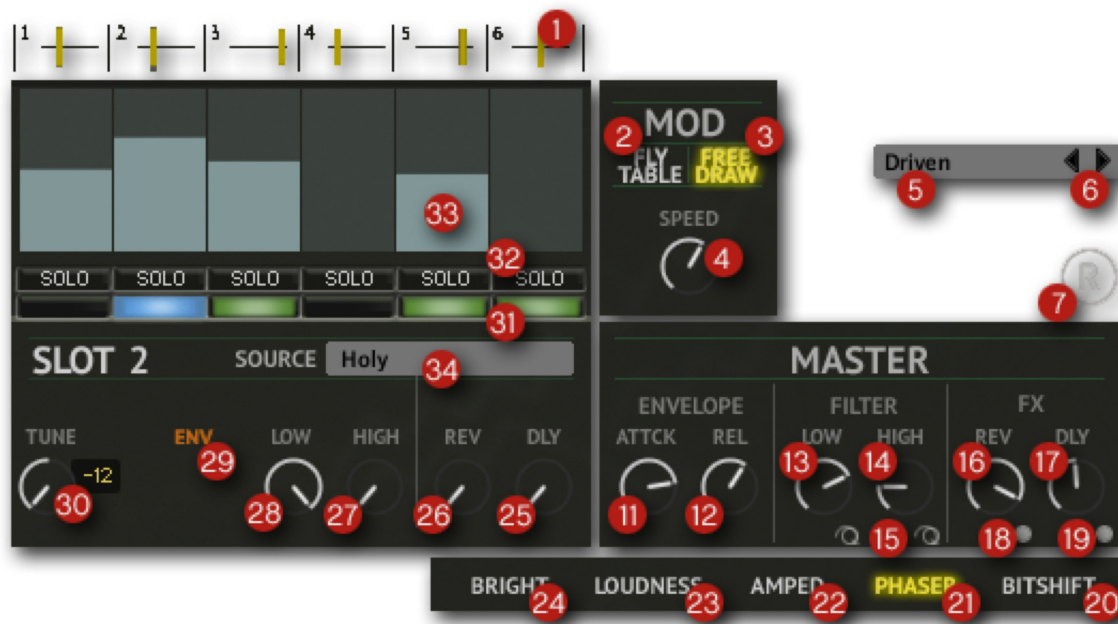 1 2 3 4 5 6 1
MOD
2 3
FLY TABLE FREE DRAW
SPEED
4
Driven
5 6
R
7
33
32
SOLO SOLO SOLO SOLO SOLO SOLO
31
SLOT 2 SOURCE Holy
34
TUNE ENV LOW HIGH REV DLY
29
-12
30 28 27 26 25
MASTER
ENVELOPE FILTER FX
ATTCK REL LOW HIGH REV DLY
13 14 16 17
11 12
15 18 19
BRIGHT LOUDNESS AMPED PHASER BITSHIFT
24 23 22 21 20